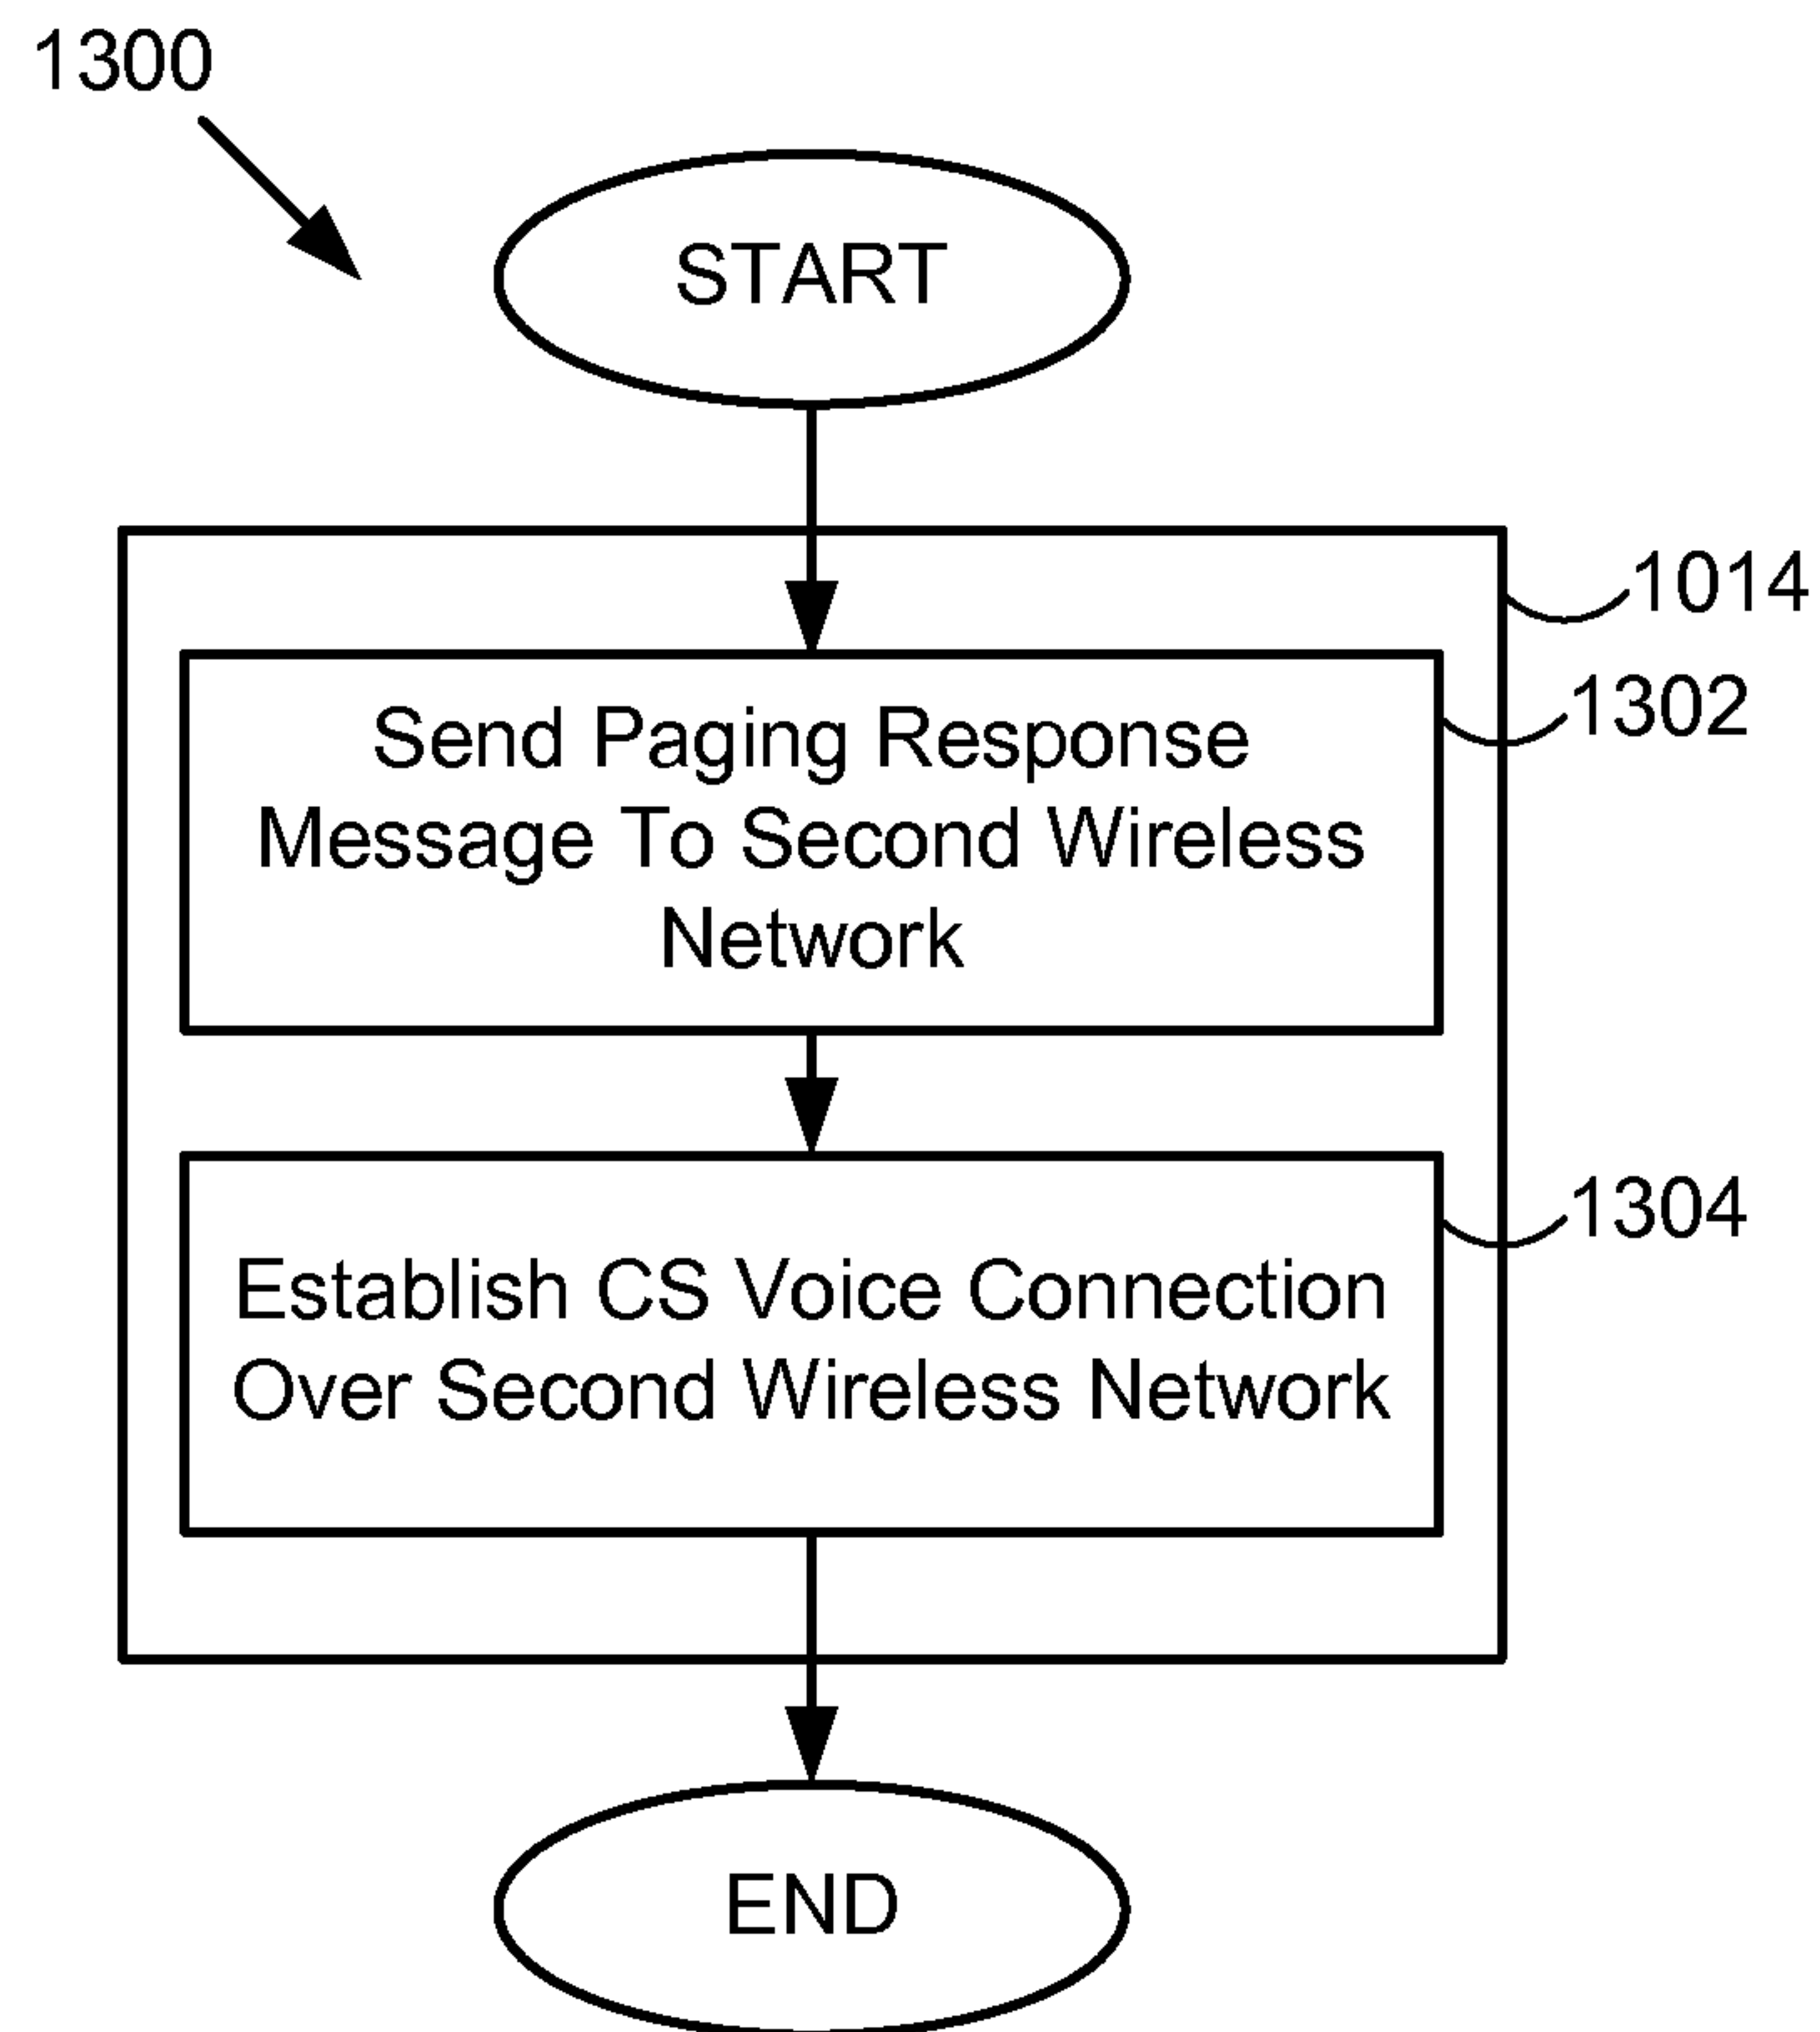 1300
START
1014
1302
Send Paging Response
Message To Second Wireless
Network
1304
Establish CS Voice Connection
Over Second Wireless Network
END